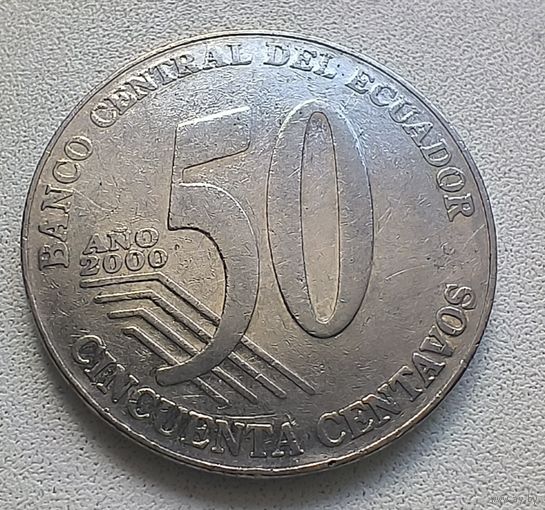 BANCO CENTRAL DEL ECUADOR
50
AÑO
2000
CINCUENTA CENTAVOS